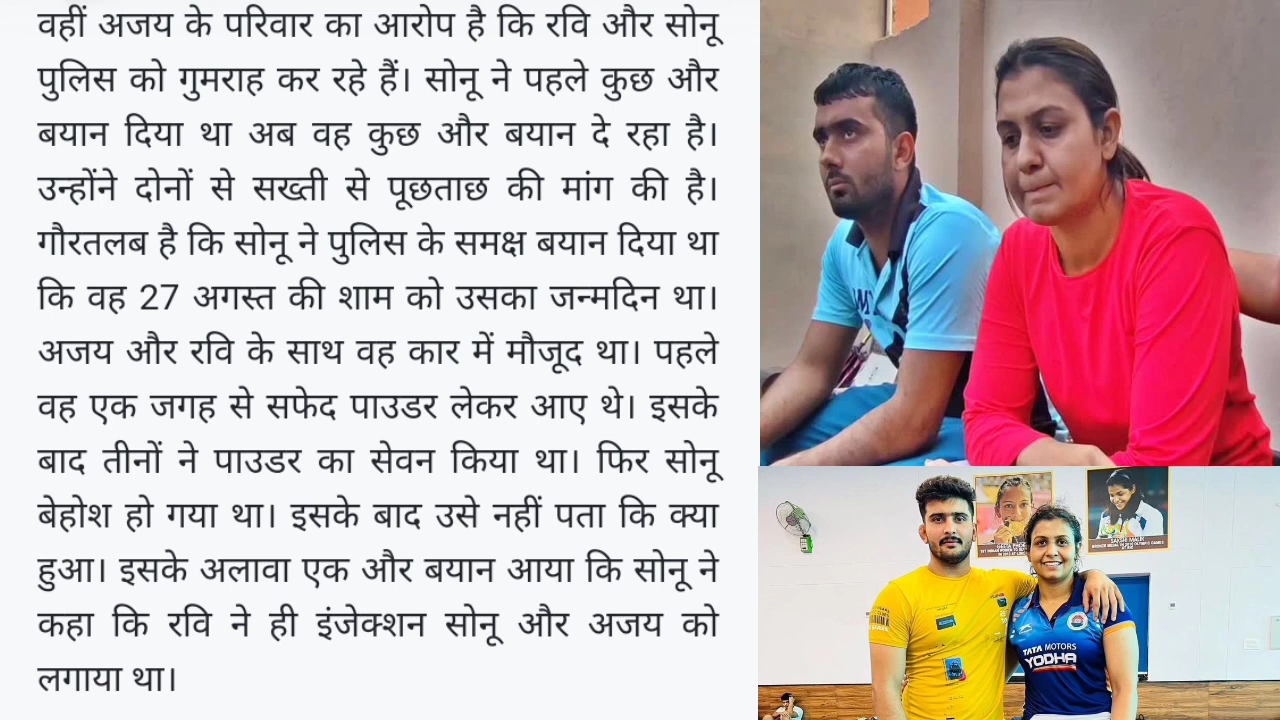 वहीं अजय के परिवार का आरोप है कि रवि और सोनू
पुलिस को गुमराह कर रहे हैं। सोनू ने पहले कुछ और
बयान दिया था अब वह कुछ और बयान दे रहा है।
उन्होंने दोनों से सख्ती से पूछताछ की मांग की है।
गौरतलब है कि सोनू ने पुलिस के समक्ष बयान दिया था
कि वह 27 अगस्त की शाम को उसका जन्मदिन था।
अजय और रवि के साथ वह कार में मौजूद था। पहले
वह एक जगह से सफेद पाउडर लेकर आए थे। इसके
बाद तीनों ने पाउडर का सेवन किया था। फिर सोनू
बेहोश हो गया था। इसके बाद उसे नहीं पता कि क्या
हुआ। इसके अलावा एक और बयान आया कि सोनू ने
कहा कि रवि ने ही इंजेक्शन सोनू और अजय को
लगाया था।
SAKSHI MALIK
TATA MOTORS
YODHA